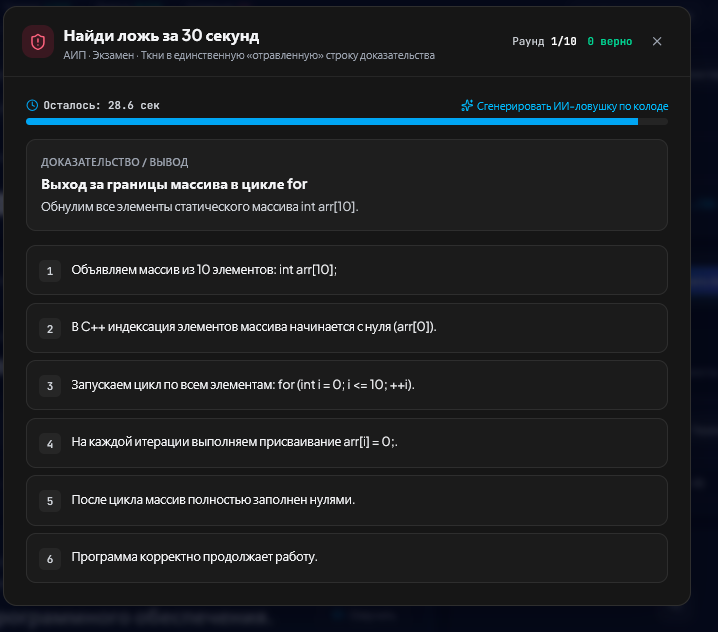 Найди ложь за 30 секунд
АИП · Экзамен · Ткни в единственную «отравленную» строку доказательства
Раунд 1/10 0 верно
Осталось: 28.6 сек
Сгенерировать ИИ-ловушку по колоде
ДОКАЗАТЕЛЬСТВО / ВЫВОД
Выход за границы массива в цикле for
Обнулим все элементы статического массива int arr[10].
1 Объявляем массив из 10 элементов: int arr[10];
2 В C++ индексация элементов массива начинается с нуля (arr[0]).
3 Запускаем цикл по всем элементам: for (int i = 0; i <= 10; ++i).
4 На каждой итерации выполняем присваивание arr[i] = 0;.
5 После цикла массив полностью заполнен нулями.
6 Программа корректно продолжает работу.